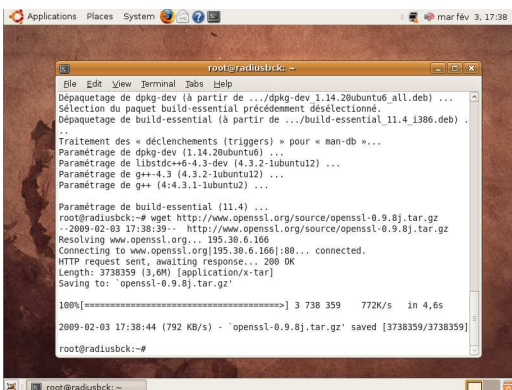 Applications Places System mar fév 3, 17:38
root@radiusbck: ~
File Edit View Terminal Tabs Help
Dépaquetage de dpkg-dev (à partir de .../dpkg-dev_1.14.20ubuntu6_all.deb) ...
Sélection du paquet build-essential précédemment désélectionné.
Dépaquetage de build-essential (à partir de .../build-essential_11.4_i386.deb) .
..
Traitement des « déclenchements (triggers) » pour « man-db »...
Paramétrage de dpkg-dev (1.14.20ubuntu6) ...
Paramétrage de libstdc++6-4.3-dev (4.3.2-1ubuntu12) ...
Paramétrage de g++-4.3 (4.3.2-1ubuntu12) ...
Paramétrage de g++ (4:4.3.1-1ubuntu2) ...
Paramétrage de build-essential (11.4) ...
root@radiusbck:~# wget http://www.openssl.org/source/openssl-0.9.8j.tar.gz
--2009-02-03 17:38:39-- http://www.openssl.org/source/openssl-0.9.8j.tar.gz
Resolving www.openssl.org... 195.30.6.166
Connecting to www.openssl.org|195.30.6.166|:80... connected.
HTTP request sent, awaiting response... 200 OK
Length: 3738359 (3,6M) [application/x-tar]
Saving to: `openssl-0.9.8j.tar.gz'
100%[======================================>] 3 738 359 772K/s in 4,6s
2009-02-03 17:38:44 (792 KB/s) - `openssl-0.9.8j.tar.gz' saved [3738359/3738359]
root@radiusbck:~#
root@radiusbck: ~